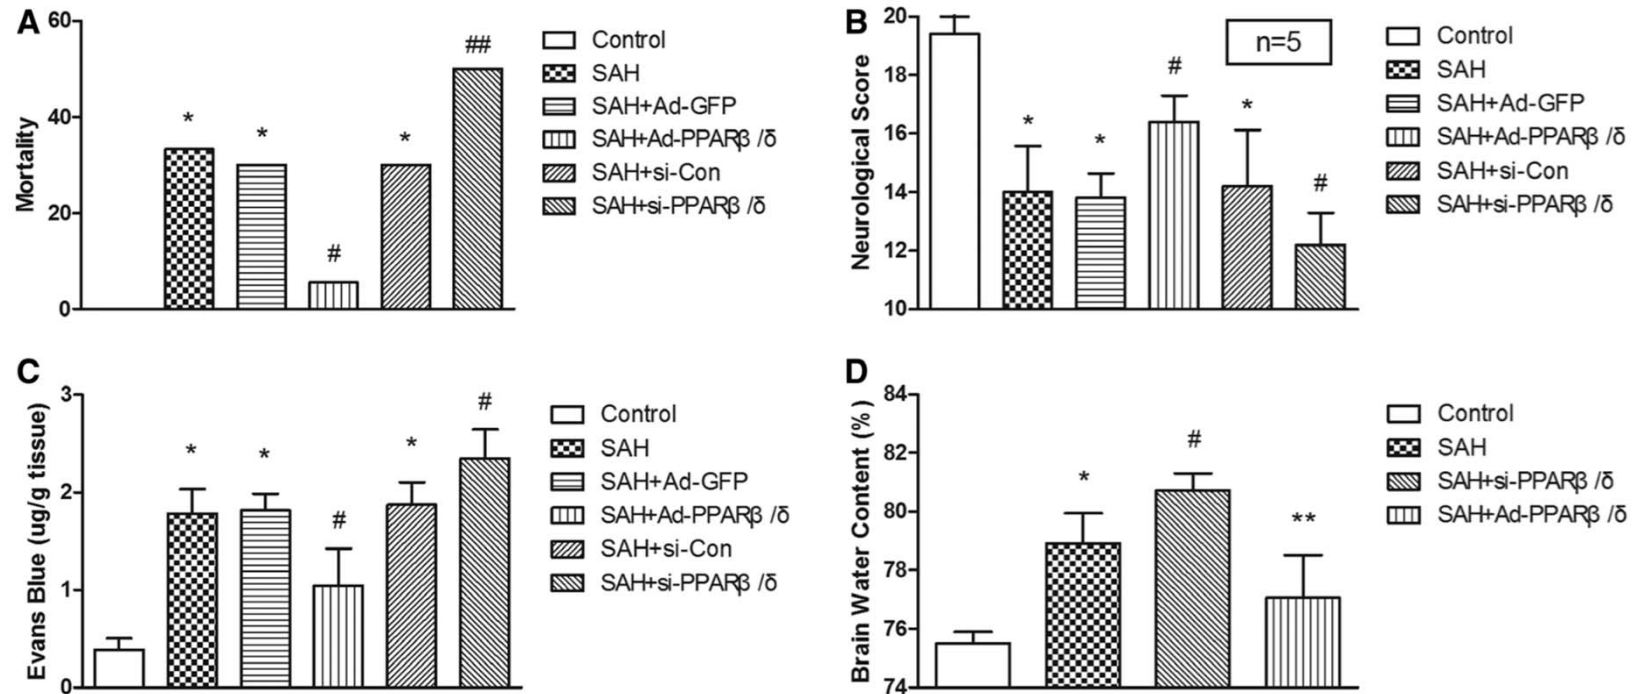 A
Mortality
60
40
20
0
*
*
#
*
##
Control
SAH
SAH+Ad-GFP
SAH+Ad-PPARβ /δ
SAH+si-Con
SAH+si-PPARβ /δ
B
Neurological Score
20
18
16
14
12
10
*
*
#
*
#
n=5
Control
SAH
SAH+Ad-GFP
SAH+Ad-PPARβ /δ
SAH+si-Con
SAH+si-PPARβ /δ
C
Evans Blue (ug/g tissue)
3
2
1
0
*
*
#
*
#
Control
SAH
SAH+Ad-GFP
SAH+Ad-PPARβ /δ
SAH+si-Con
SAH+si-PPARβ /δ
D
Brain Water Content (%)
84
82
80
78
76
74
*
#
**
Control
SAH
SAH+si-PPARβ /δ
SAH+Ad-PPARβ /δ